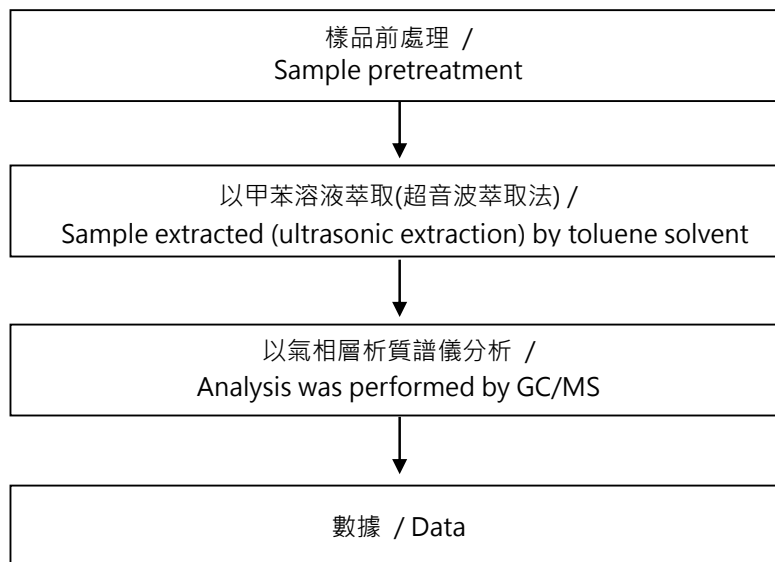 樣品前處理 /
Sample pretreatment
以甲苯溶液萃取(超音波萃取法) /
Sample extracted (ultrasonic extraction) by toluene solvent
以氣相層析質譜儀分析 /
Analysis was performed by GC/MS
數據 / Data